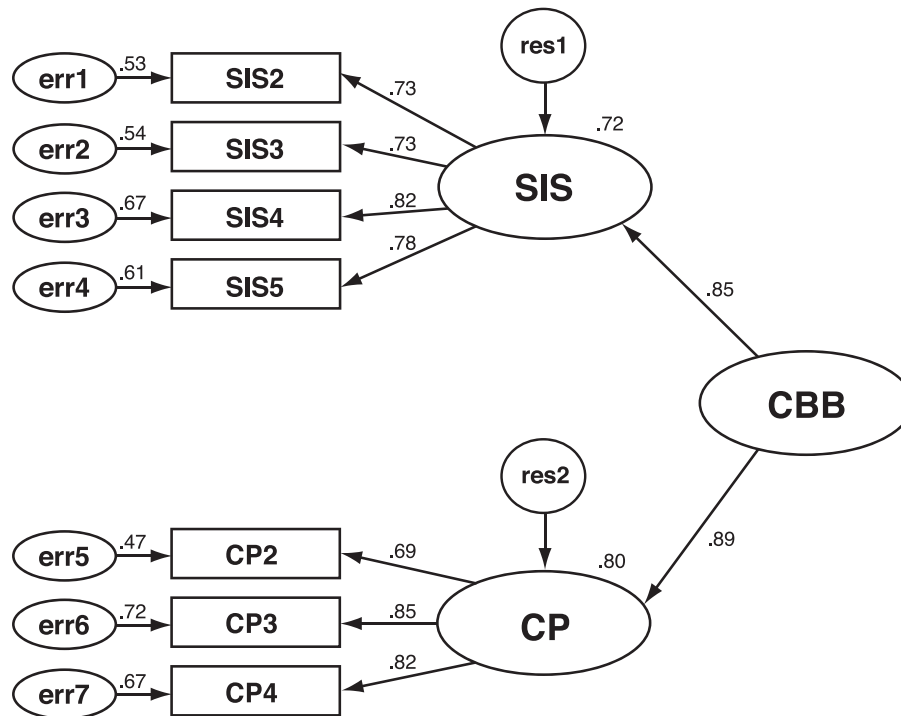 res1
err1 .53 SIS2 .73
.72
err2 .54 SIS3 .73
SIS
err3 .67 SIS4 .82
err4 .61 SIS5 .78
.85
CBB
res2
.89
err5 .47 CP2 .69
.80
err6 .72 CP3 .85
CP
err7 .67 CP4 .82